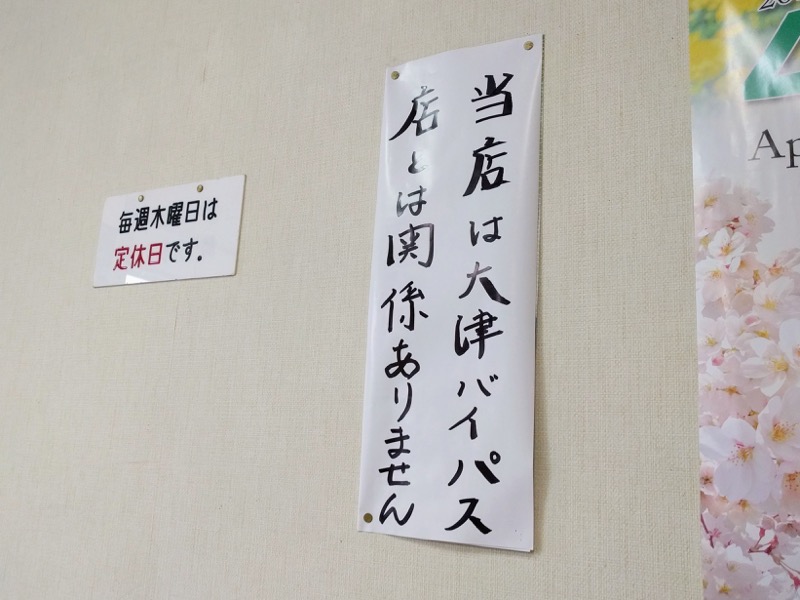 毎週木曜日は
定休日です。
当店は大津バイパス
店とは関係ありません
Ap